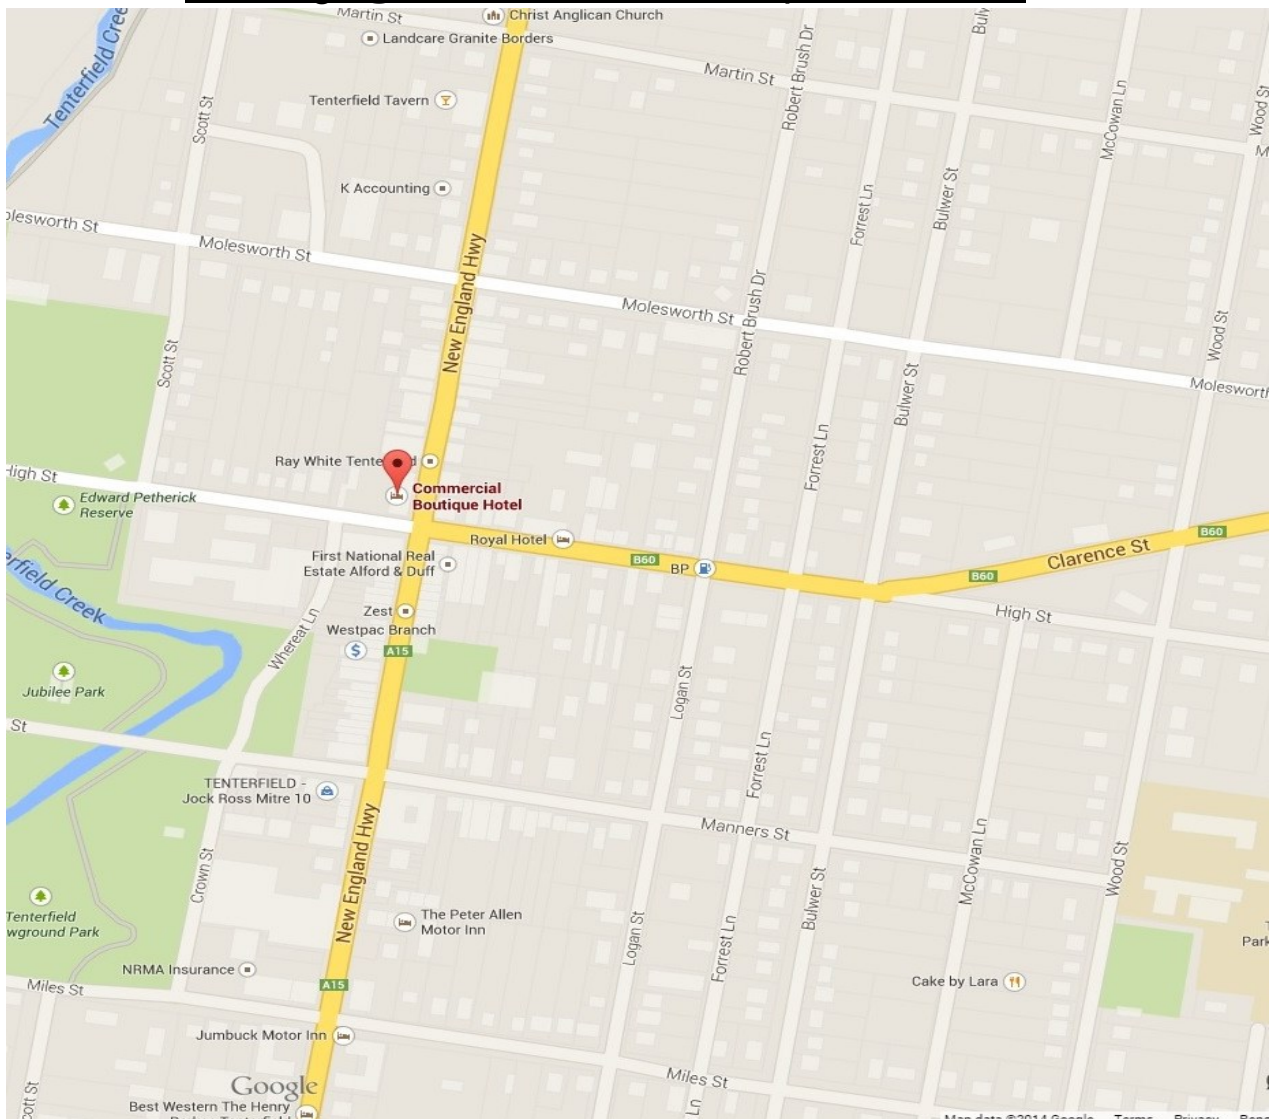 Martin St
Christ Anglican Church
Landcare Granite Borders
Tenterfield Creek
Tenterfield Tavern
Scott St
K Accounting
Martin St
Robert Brush Dr
McCowan Ln
Wood St
Forrest Ln
Bulwer St
Molesworth St
New England Hwy
Molesworth St
Robert Brush Dr
Wood St
Scott St
Bulwer St
Molesworth
Ray White
High St
Commercial
Boutique Hotel
Edward Petherick
Reserve
Forrest Ln
Royal Hotel
First National Real
Estate Alford & Duff
B60
BP
B60
Clarence St
B60
Creek
Zest
Westpac Branch
$
A15
High St
Whereat Ln
Jubilee Park
Logan St
St
Forrest Ln
TENTERFIELD -
Jock Ross Mitre 10
Manners St
New England Hwy
Crown St
McCowan Ln
Wood St
Bulwer St
Tenterfield
Park
The Peter Allen
Motor Inn
Logan St
Forrest Ln
Park
NRMA Insurance
Cake by Lara
Miles St
A15
Jumbuck Motor Inn
Miles St
Google
Best Western The Henry
Ln